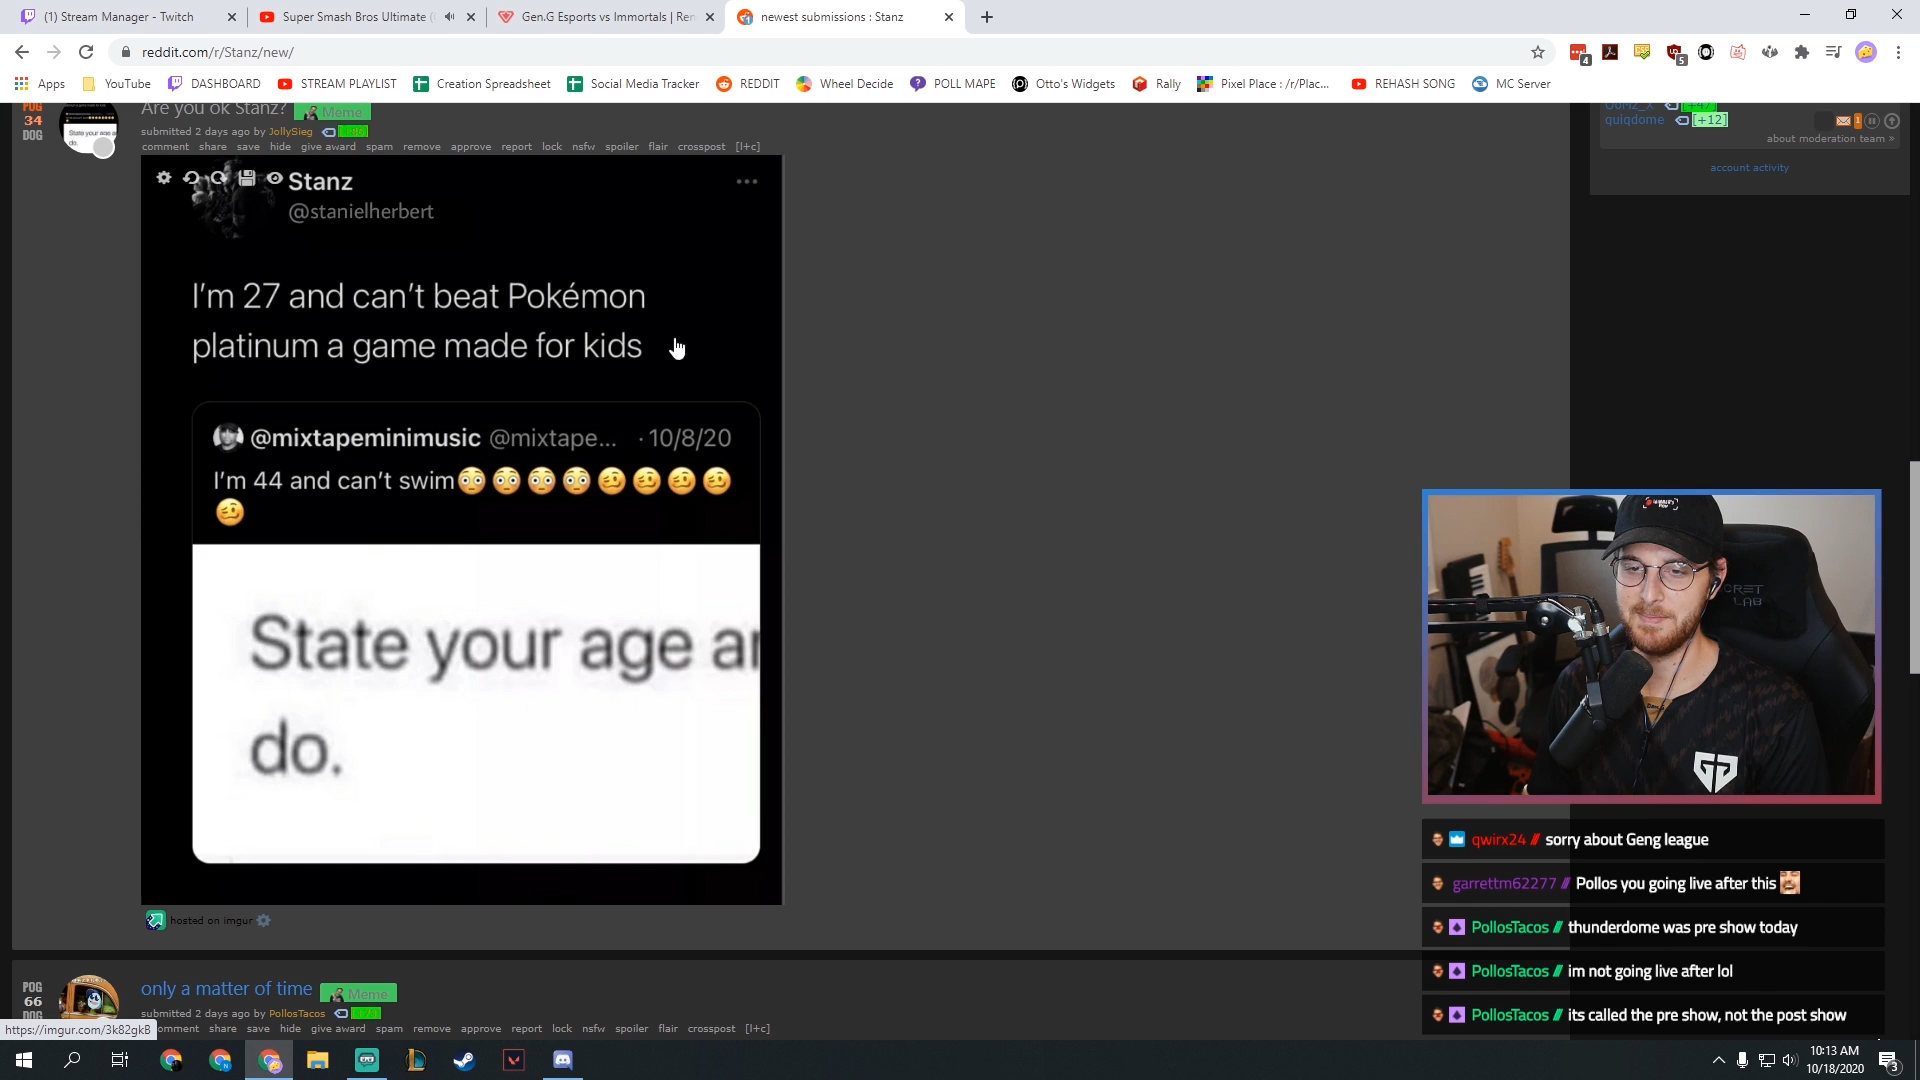 (1) Stream Manager - Twitch
Super Smash Bros Ultimate
Gen.G Esports vs Immortals | Ren
newest submissions : Stanz
reddit.com/r/Stanz/new/
4
5
Apps
YouTube
DASHBOARD
STREAM PLAYLIST
Creation Spreadsheet
Social Media Tracker
REDDIT
Wheel Decide
POLL MAPE
Otto's Widgets
Rally
Pixel Place : /r/Plac...
REHASH SONG
MC Server
POG
34
DOG
Are you ok Stanz? Meme
submitted 2 days ago by JollySieg
comment share save hide give award spam remove approve report lock nsfw spoiler flair crosspost [l+c]
quiqdome [+12]
1
about moderation team »
account activity
Stanz
@stanielherbert
I'm 27 and can't beat Pokémon
platinum a game made for kids
@mixtapeminimusic @mixtape... · 10/8/20
I'm 44 and can't swim😳😳😳😳🥴🥴🥴🥴
🥴
State your age
do.
hosted on imgur
SECRET
LAB
qwirx24 // sorry about Geng league
garrettm62277 // Pollos you going live after this
PollosTacos // thunderdome was pre show today
PollosTacos // im not going live after lol
PollosTacos // its called the pre show, not the post show
POG
66
DOG
only a matter of time Meme
submitted 2 days ago by PollosTacos
https://imgur.com/3k82gkB
comment share save hide give award spam remove approve report lock nsfw spoiler flair crosspost [l+c]
10:13 AM
10/18/2020
3